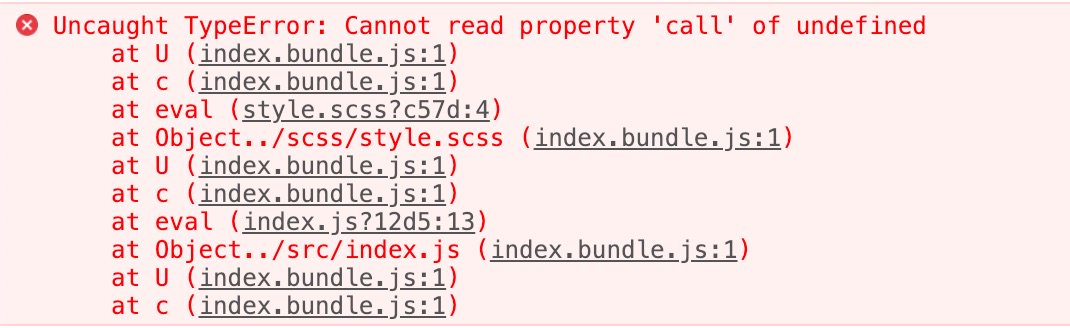 Uncaught TypeError: Cannot read property 'call' of undefined
at U (index.bundle.js:1)
at c (index.bundle.js:1)
at eval (style.scss?c57d:4)
at Object../scss/style.scss (index.bundle.js:1)
at U (index.bundle.js:1)
at c (index.bundle.js:1)
at eval (index.js?12d5:13)
at Object../src/index.js (index.bundle.js:1)
at U (index.bundle.js:1)
at c (index.bundle.js:1)